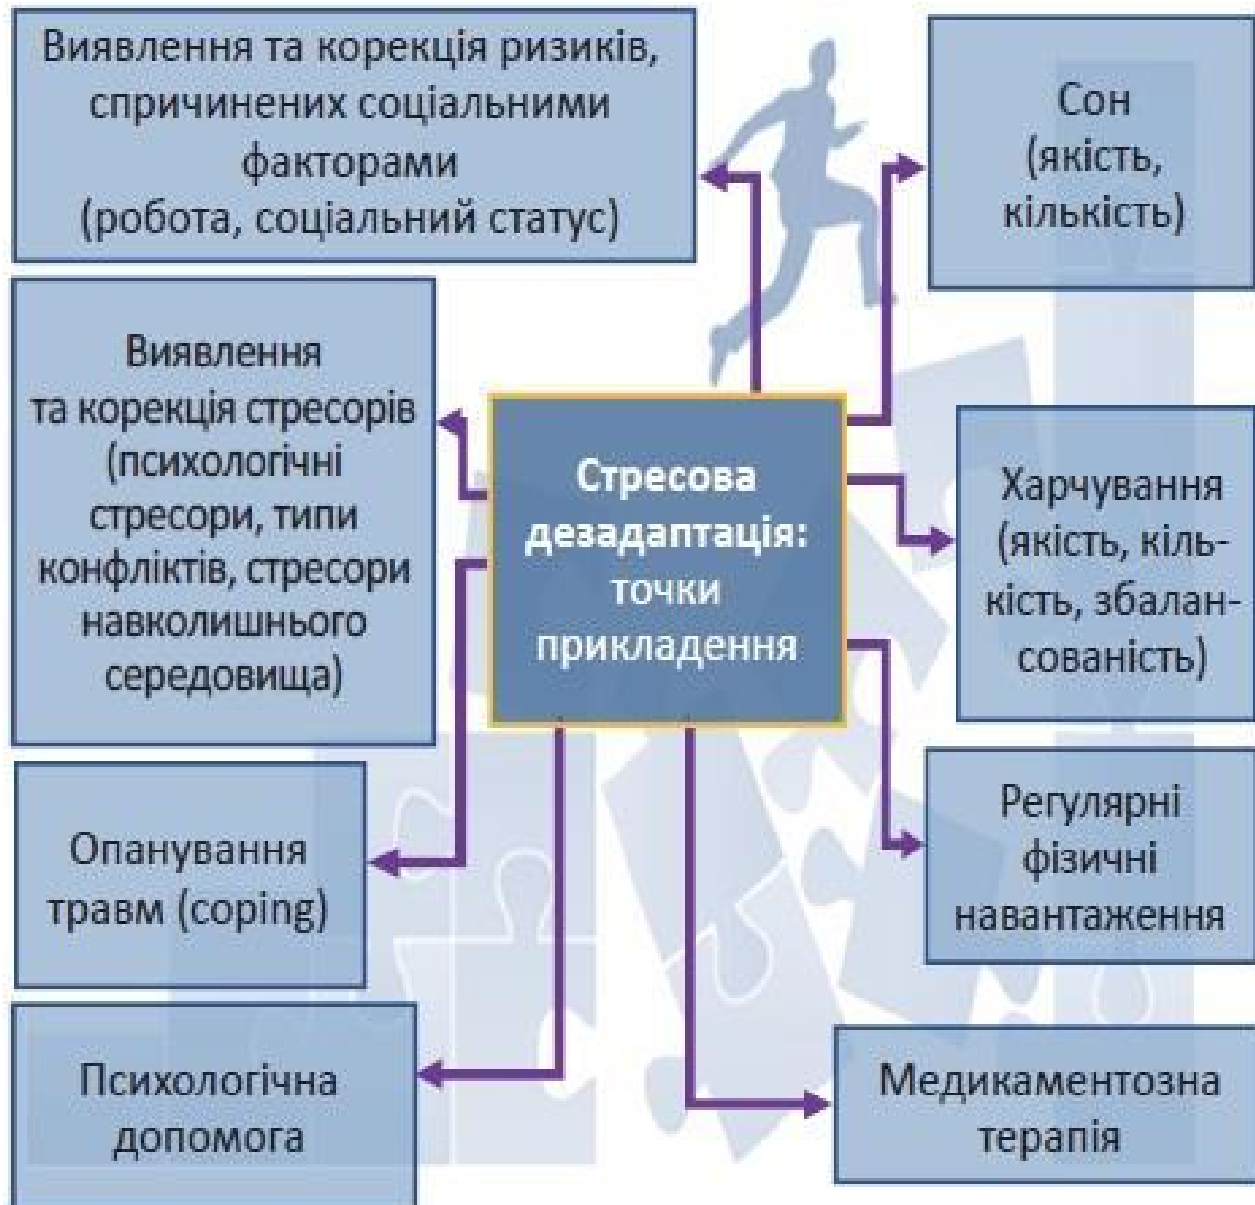 Виявлення та корекція ризиків,
спричинених соціальними
факторами
(робота, соціальний статус)
Сон
(якість,
кількість)
Виявлення
та корекція стресорів
(психологічні
стресори, типи
конфліктів, стресори
навколишнього
середовища)
Стресова
дезадаптація:
точки
прикладення
Харчування
(якість, кіль-
кість, збалан-
сованість)
Опанування
травм (coping)
Регулярні
фізичні
навантаження
Психологічна
допомога
Медикаментозна
терапія